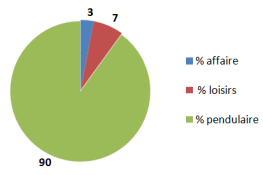 3
7
% affaire
% loisirs
% pendulaire
90